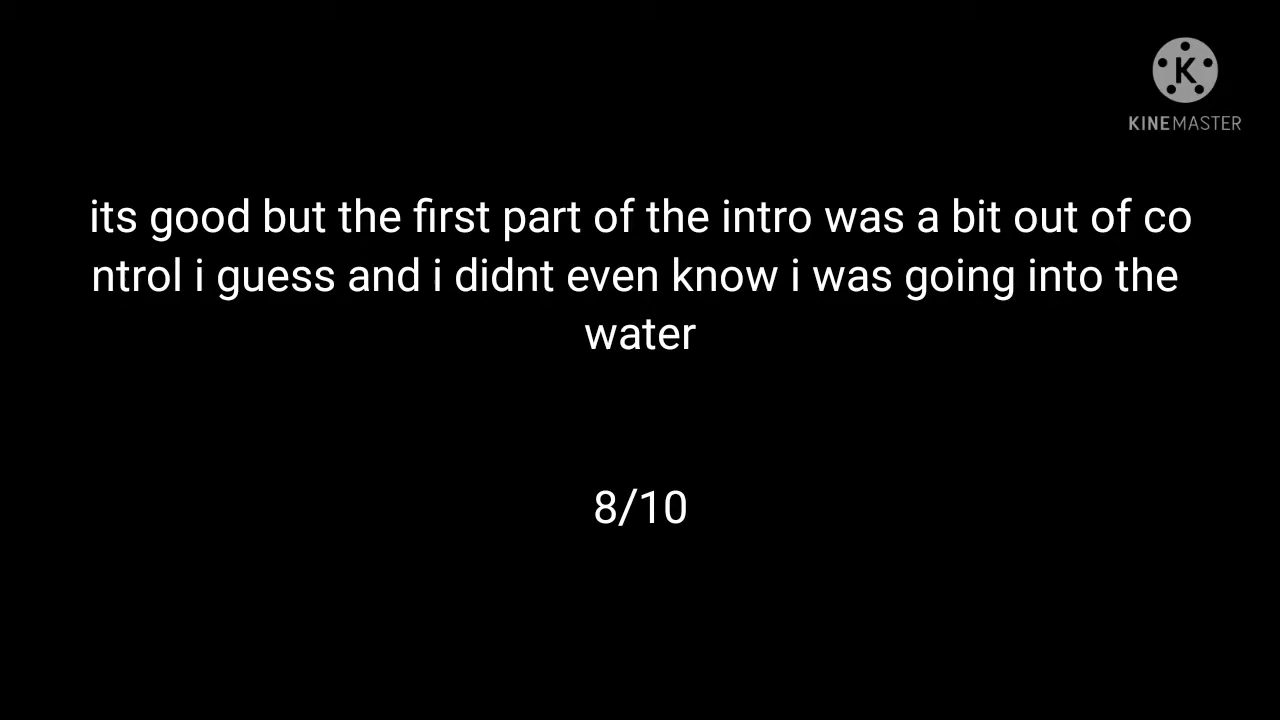 K
KINEMASTER
its good but the first part of the intro was a bit out of co
ntrol i guess and i didnt even know i was going into the
water
8/10